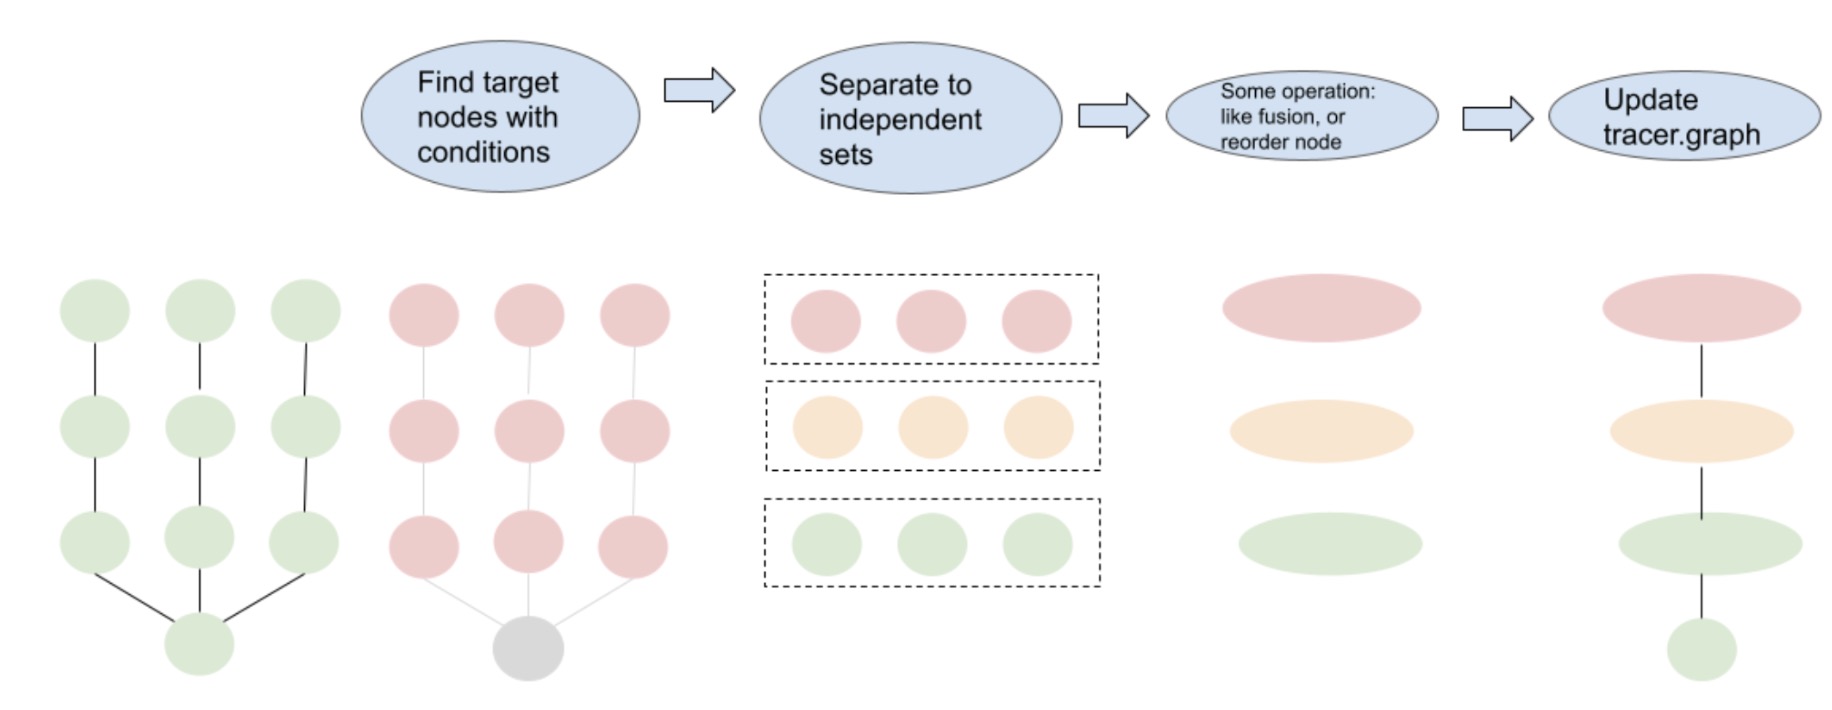 Find target
nodes with
conditions
Separate to
independent
sets
Some operation:
like fusion, or
reorder node
Update
tracer.graph